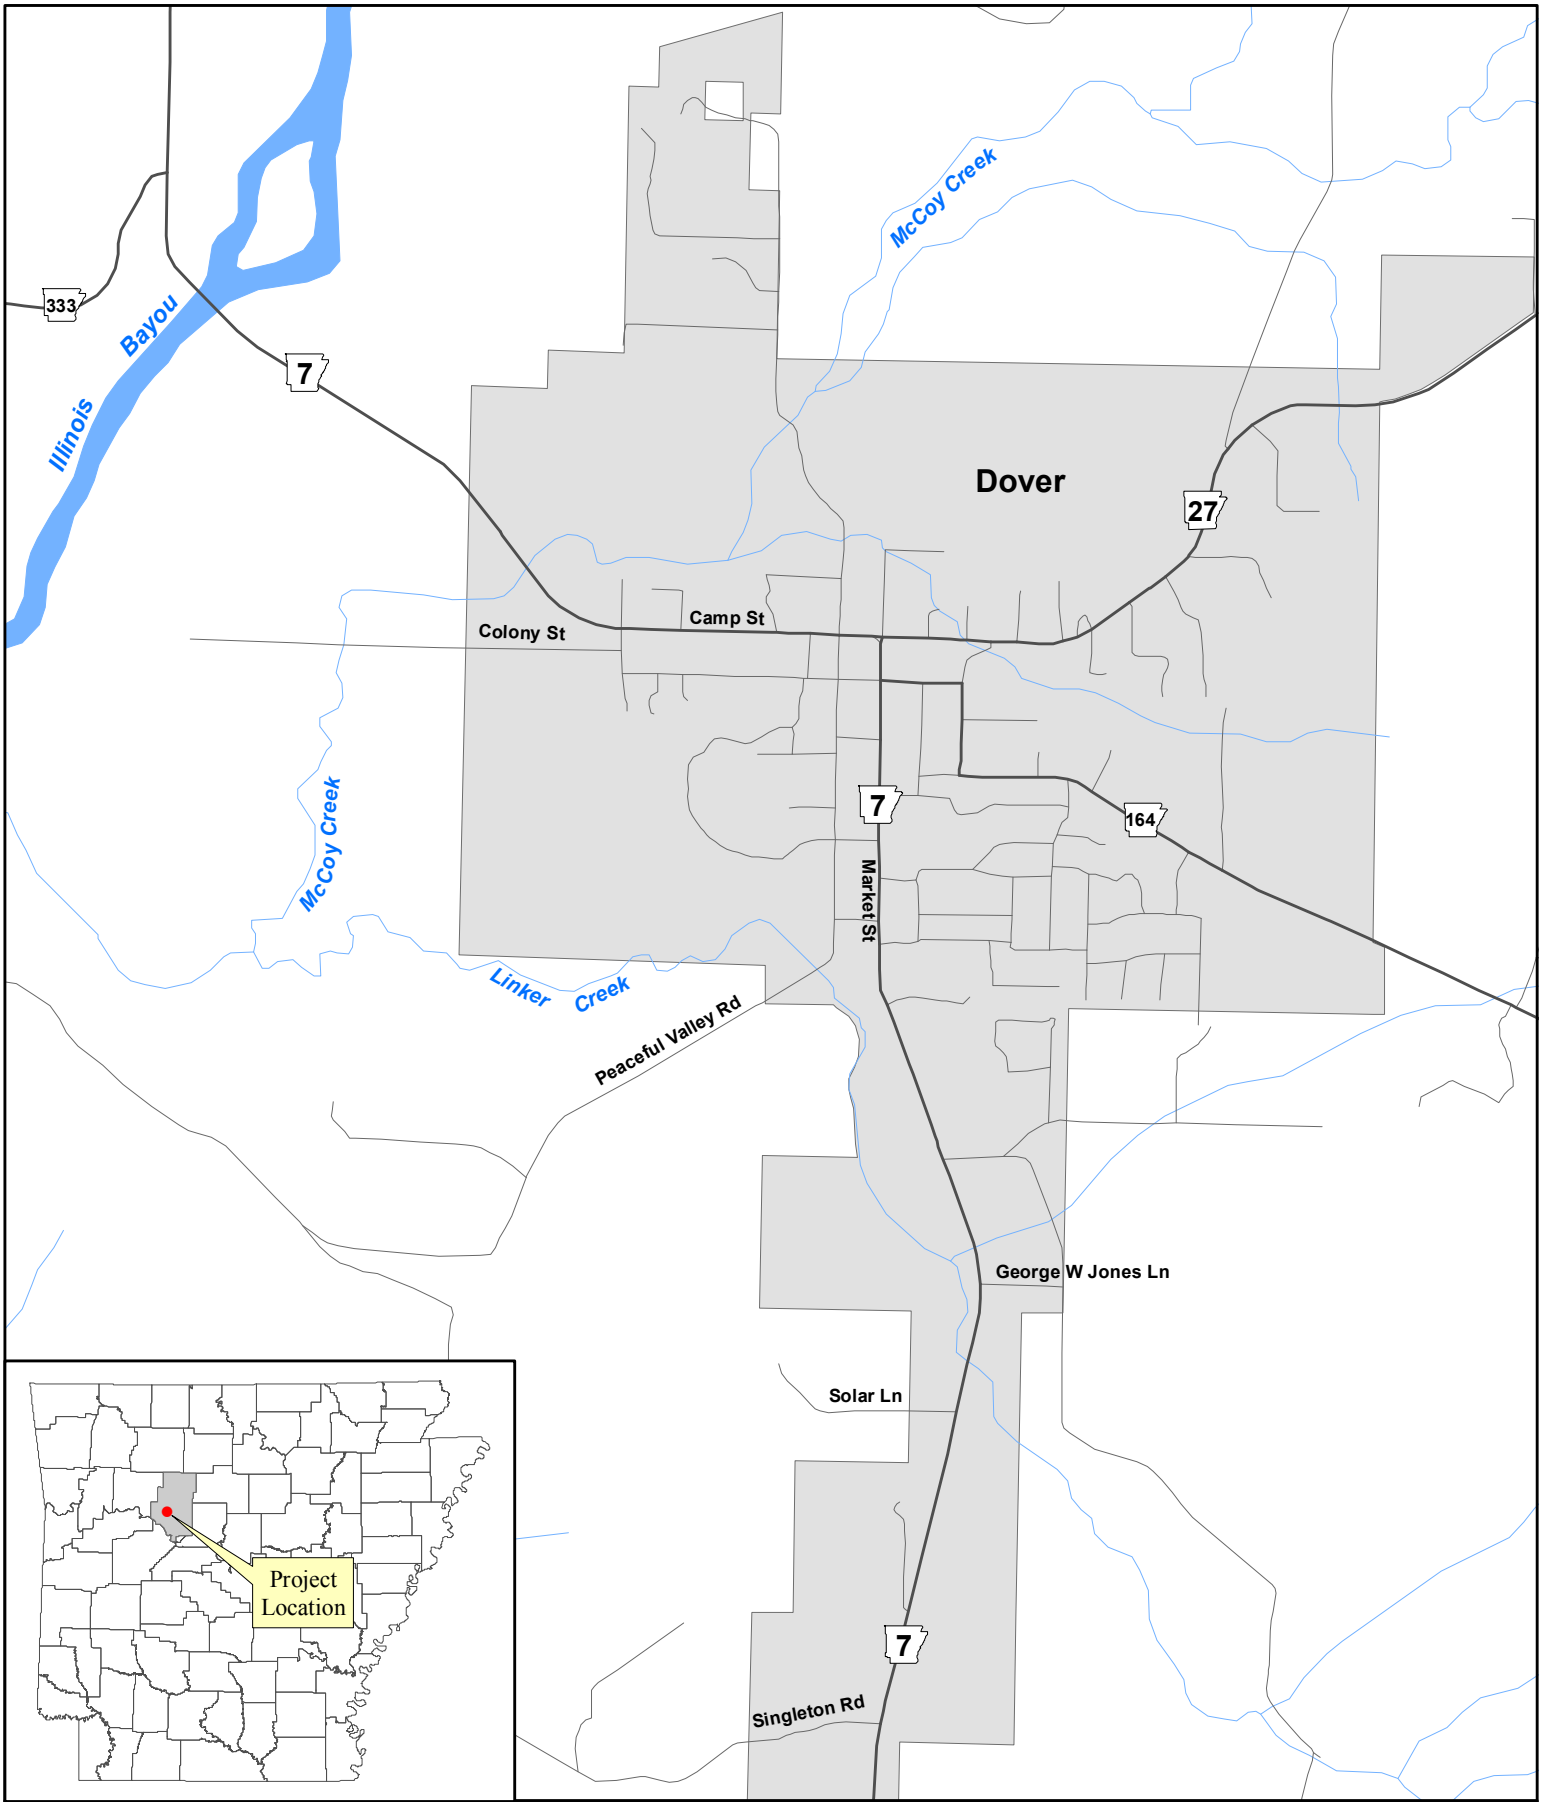 McCoy Creek
333
Illinois Bayou
7
Dover
27
Camp St
Colony St
McCoy Creek
7
164
Market St
Linker Creek
Peaceful Valley Rd
George W Jones Ln
Solar Ln
Project
Location
7
Singleton Rd